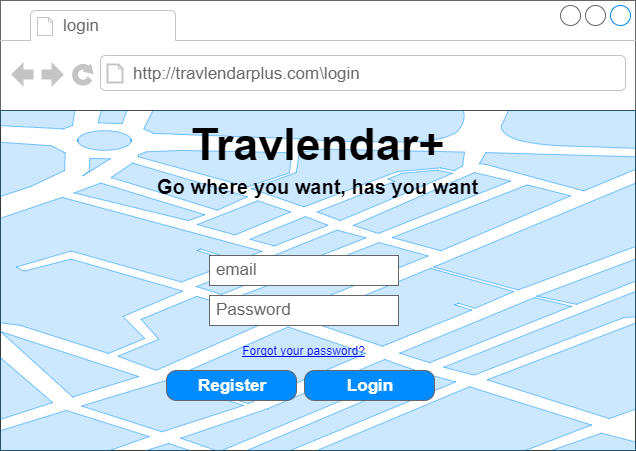 login
http://travlendarplus.com\login
Travlendar+
Go where you want, has you want
email
Password
Forgot your password?
Register Login